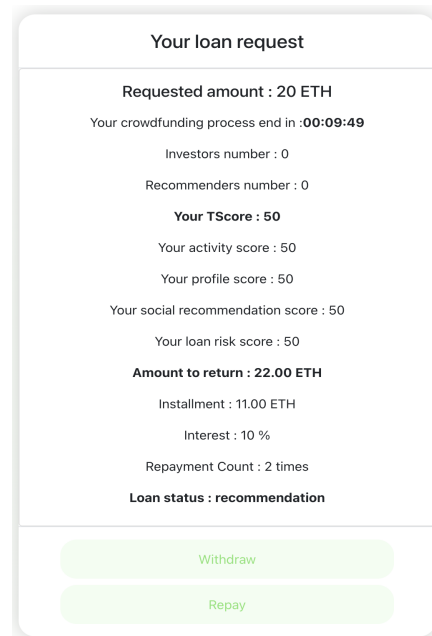 Your loan request
Requested amount : 20 ETH
Your crowdfunding process end in :00:09:49
Investors number : 0
Recommenders number : 0
Your TScore : 50
Your activity score : 50
Your profile score : 50
Your social recommendation score : 50
Your loan risk score : 50
Amount to return : 22.00 ETH
Installment : 11.00 ETH
Interest : 10 %
Repayment Count : 2 times
Loan status : recommendation
Withdraw
Repay